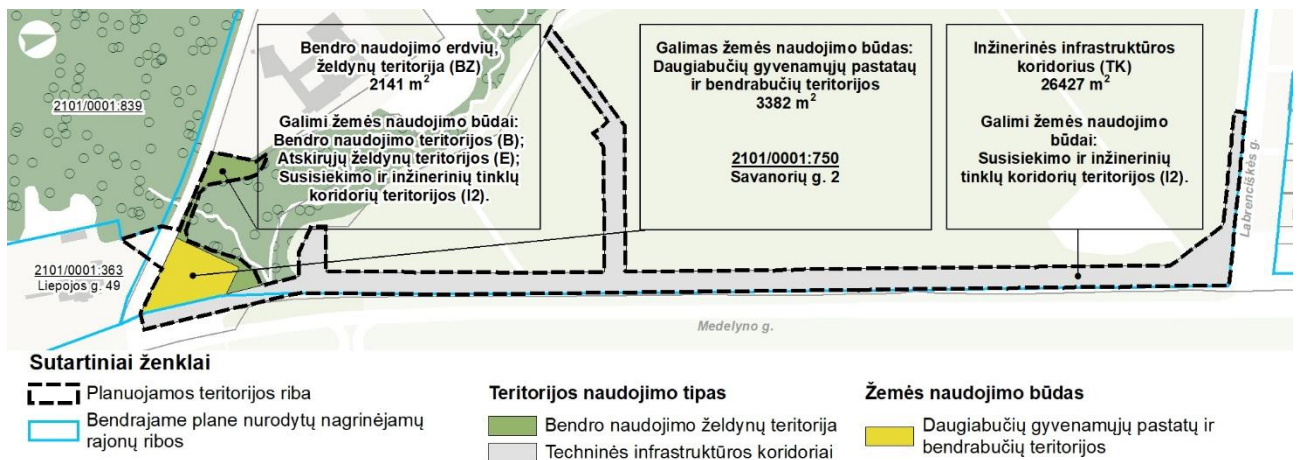 Bendro naudojimo erdvių,
želdynų teritorija (BZ)
2141 m²
Galimi žemės naudojimo būdai:
Bendro naudojimo teritorijos (B);
Atskirųjų želdynų teritorijos (E);
Susisiekimo ir inžinerinių tinklų
koridorių teritorijos (I2).
Galimas žemės naudojimo būdas:
Daugiabučių gyvenamųjų pastatų
ir bendrabučių teritorijos
3382 m²
2101/0001:750
Savanorių g. 2
Inžinerinės infrastruktūros
koridorius (TK)
26427 m²
Galimi žemės naudojimo
būdai:
Susisiekimo ir inžinerinių
tinklų koridorių teritorijos (I2).
2101/0001:839
2101/0001:363
Liepojos g. 49
Labrenciškės g.
Medelyno g.
Sutartiniai ženklai
Planuojamos teritorijos riba
Bendrajame plane nurodytų nagrinėjamų
rajonų ribos
Teritorijos naudojimo tipas
Bendro naudojimo želdynų teritorija
Techninės infrastruktūros koridoriai
Žemės naudojimo būdas
Daugiabučių gyvenamųjų pastatų ir
bendrabučių teritorijos